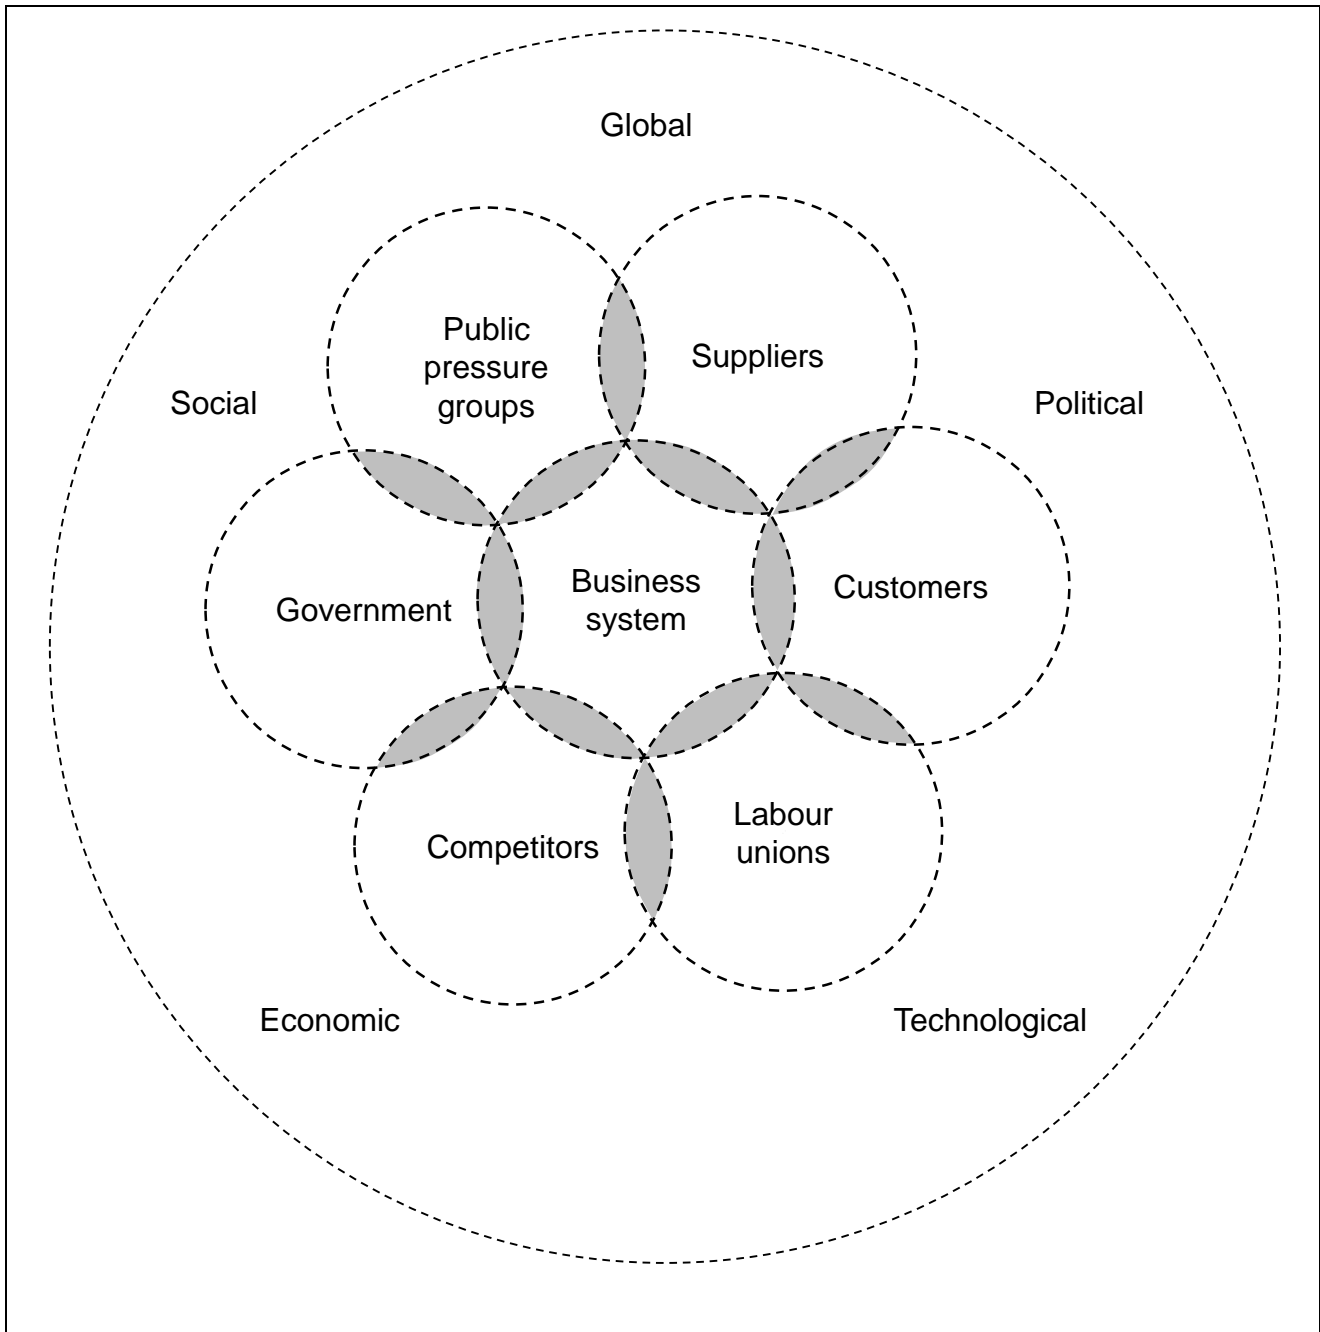 Global
Public
pressure
groups
Suppliers
Social
Political
Business
system
Customers
Government
Labour
unions
Competitors
Economic
Technological